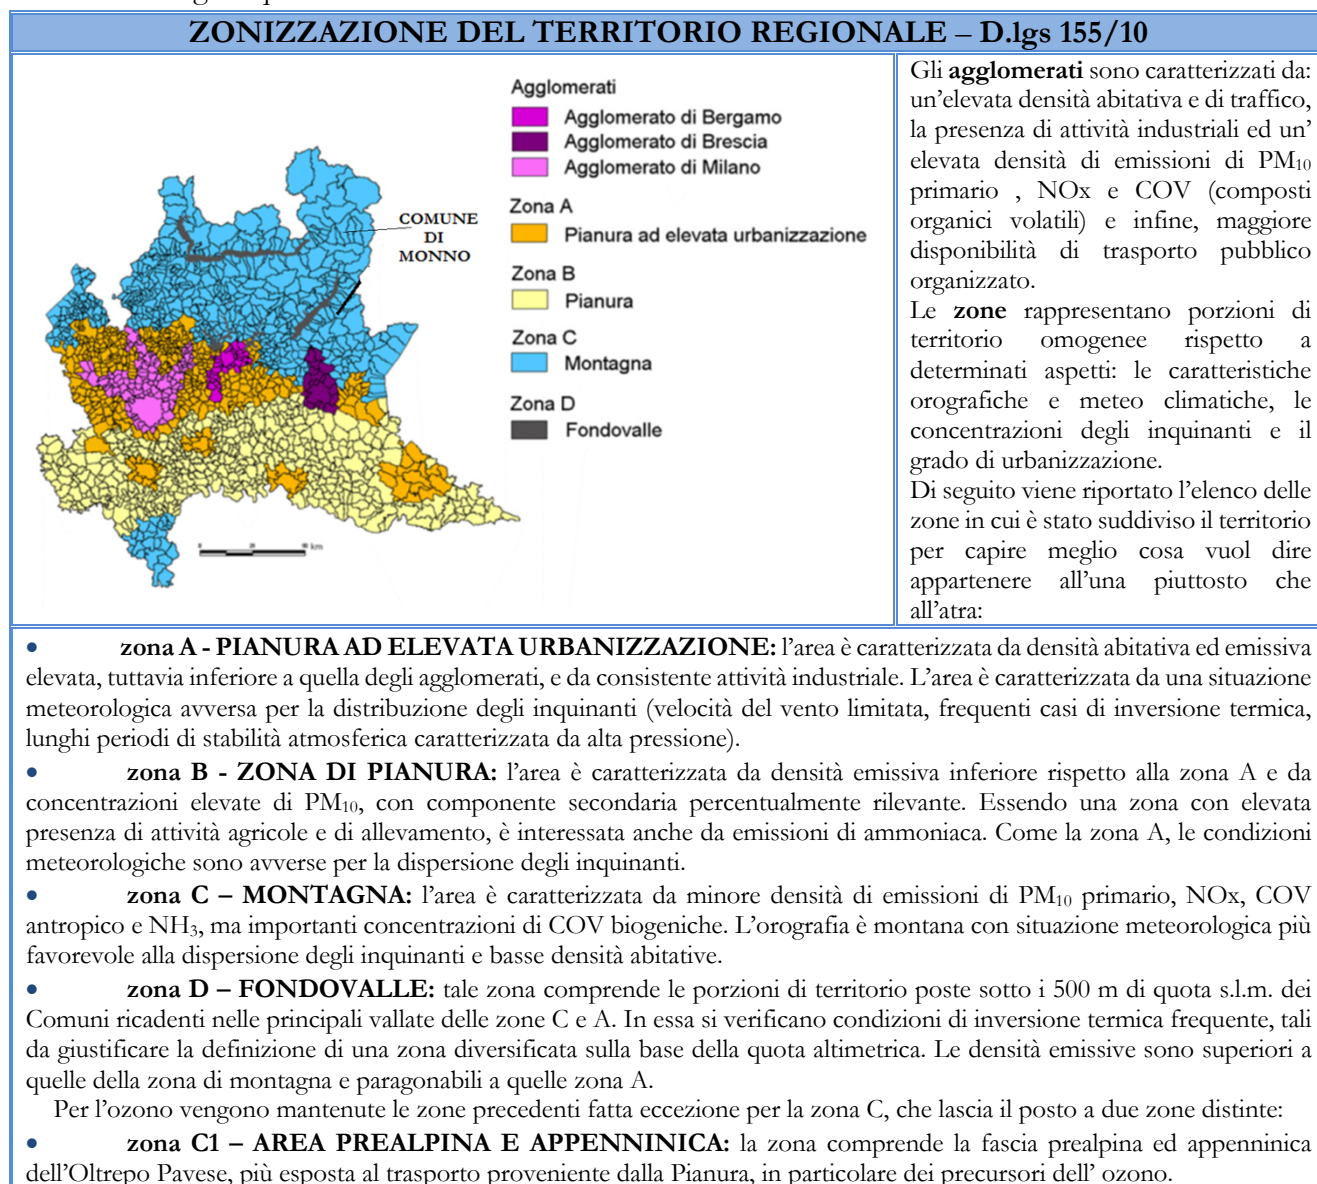 ZONIZZAZIONE DEL TERRITORIO REGIONALE – D.lgs 155/10
Agglomerati
Agglomerato di Bergamo
Agglomerato di Brescia
Agglomerato di Milano
Zona A
Pianura ad elevata urbanizzazione
Zona B
Pianura
Zona C
Montagna
Zona D
Fondovalle
COMUNE
DI
MONNO
km
Gli agglomerati sono caratterizzati da:
un'elevata densità abitativa e di traffico,
la presenza di attività industriali ed un'
elevata densità di emissioni di PM10
primario , NOx e COV (composti
organici volatili) e infine, maggiore
disponibilità di trasporto pubblico
organizzato.
Le zone rappresentano porzioni di
territorio omogenee rispetto a
determinati aspetti: le caratteristiche
orografiche e meteo climatiche, le
concentrazioni degli inquinanti e il
grado di urbanizzazione.
Di seguito viene riportato l'elenco delle
zone in cui è stato suddiviso il territorio
per capire meglio cosa vuol dire
appartenere all'una piuttosto che
all'atra:
• zona A - PIANURA AD ELEVATA URBANIZZAZIONE: l'area è caratterizzata da densità abitativa ed emissiva
elevata, tuttavia inferiore a quella degli agglomerati, e da consistente attività industriale. L'area è caratterizzata da una situazione
meteorologica avversa per la distribuzione degli inquinanti (velocità del vento limitata, frequenti casi di inversione termica,
lunghi periodi di stabilità atmosferica caratterizzata da alta pressione).
• zona B - ZONA DI PIANURA: l'area è caratterizzata da densità emissiva inferiore rispetto alla zona A e da
concentrazioni elevate di PM10, con componente secondaria percentualmente rilevante. Essendo una zona con elevata
presenza di attività agricole e di allevamento, è interessata anche da emissioni di ammoniaca. Come la zona A, le condizioni
meteorologiche sono avverse per la dispersione degli inquinanti.
• zona C – MONTAGNA: l'area è caratterizzata da minore densità di emissioni di PM10 primario, NOx, COV
antropico e NH3, ma importanti concentrazioni di COV biogeniche. L'orografia è montana con situazione meteorologica più
favorevole alla dispersione degli inquinanti e basse densità abitative.
• zona D – FONDOVALLE: tale zona comprende le porzioni di territorio poste sotto i 500 m di quota s.l.m. dei
Comuni ricadenti nelle principali vallate delle zone C e A. In essa si verificano condizioni di inversione termica frequente, tali
da giustificare la definizione di una zona diversificata sulla base della quota altimetrica. Le densità emissive sono superiori a
quelle della zona di montagna e paragonabili a quelle zona A.
Per l'ozono vengono mantenute le zone precedenti fatta eccezione per la zona C, che lascia il posto a due zone distinte:
• zona C1 – AREA PREALPINA E APPENNINICA: la zona comprende la fascia prealpina ed appenninica
dell'Oltrepo Pavese, più esposta al trasporto proveniente dalla Pianura, in particolare dei precursori dell' ozono.